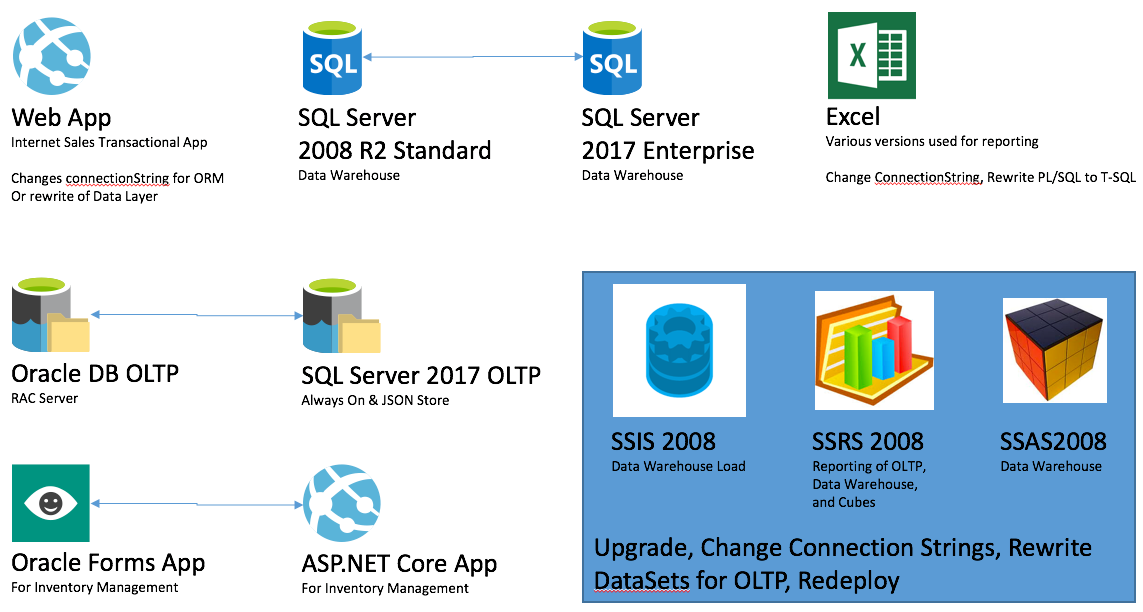 SQL
SQL
X
Web App
Internet Sales Transactional App
Changes connectionString for ORM
Or rewrite of Data Layer
SQL Server
2008 R2 Standard
Data Warehouse
SQL Server
2017 Enterprise
Data Warehouse
Excel
Various versions used for reporting
Change ConnectionString, Rewrite PL/SQL to T-SQL
Oracle DB OLTP
RAC Server
SQL Server 2017 OLTP
Always On & JSON Store
Oracle Forms App
For Inventory Management
ASP.NET Core App
For Inventory Management
SSIS 2008
Data Warehouse Load
SSRS 2008
Reporting of OLTP,
Data Warehouse,
and Cubes
SSAS2008
Data Warehouse
Upgrade, Change Connection Strings, Rewrite
DataSets for OLTP, Redeploy